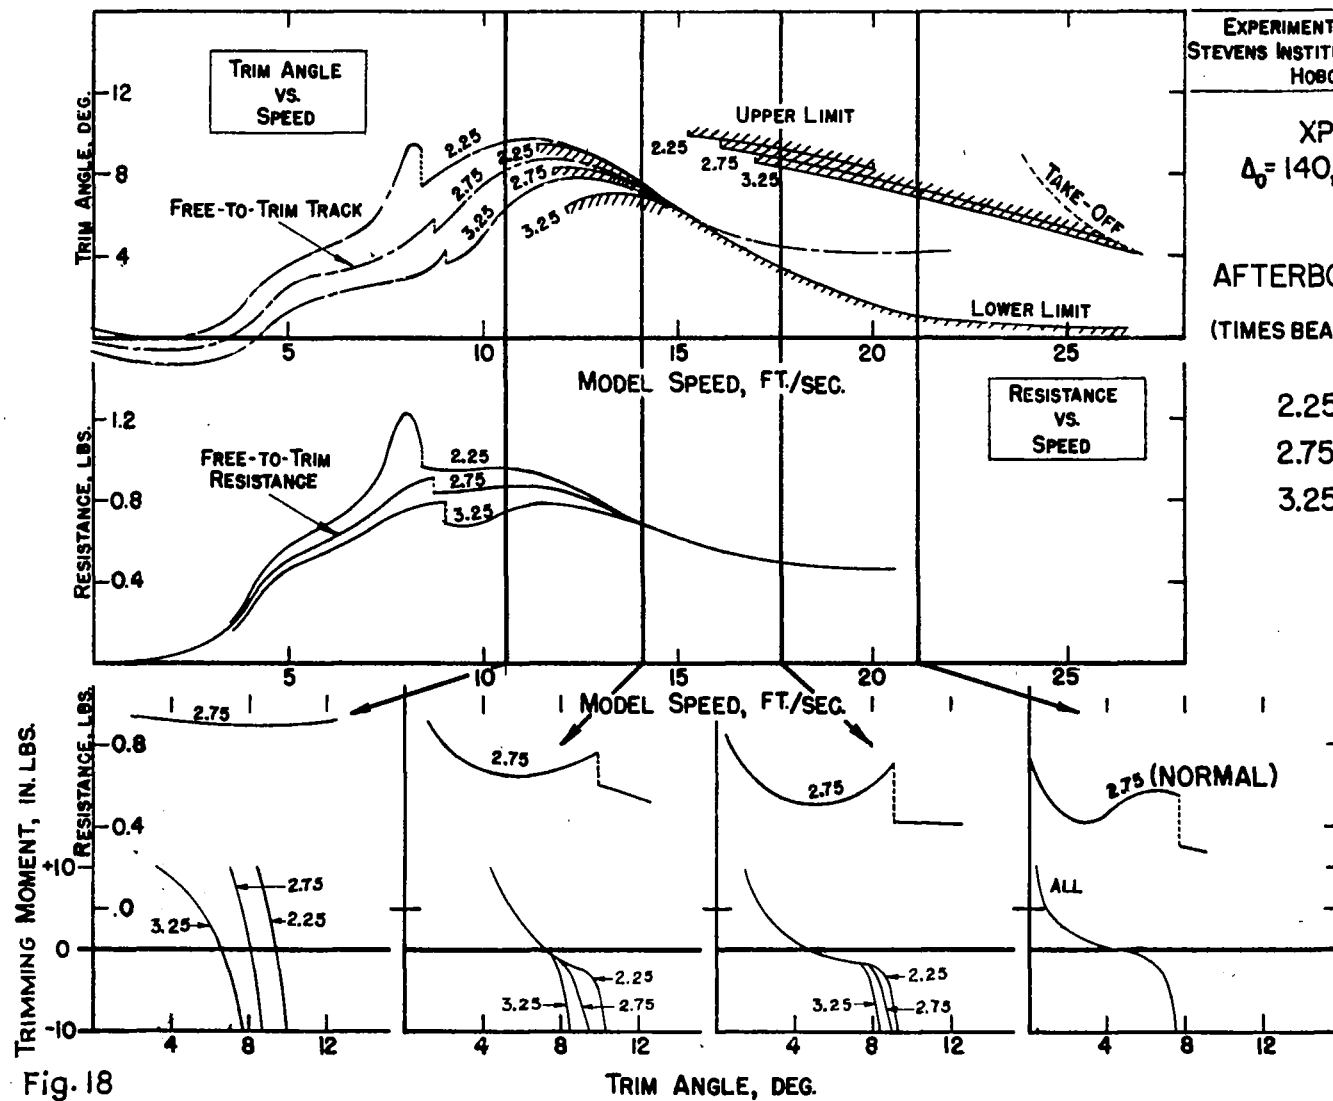 TRIM ANGLE
VS.
SPEED
TRIM ANGLE, DEG.
12
8
4
FREE-TO-TRIM TRACK
2.25
2.75
3.25
2.25
2.75
3.25
UPPER LIMIT
2.25
2.75
3.25
TAKE-OFF
LOWER LIMIT
5 10 15 20 25
MODEL SPEED, FT./SEC.
EXPERIMENT
STEVENS INSTIT
HOBO
XP
Δ₀ = 140,
AFTERBO
(TIMES BEA
2.25
2.75
3.25
RESISTANCE
VS.
SPEED
RESISTANCE, LBS.
1.2
0.8
0.4
FREE-TO-TRIM
RESISTANCE
2.25
2.75
3.25
5 10 15 20 25
MODEL SPEED, FT./SEC.
TRIMMING MOMENT, IN. LBS.
RESISTANCE, LBS.
0.8
0.4
+10
.0
0
-10
2.75
2.75
2.25
3.25
4 8 12
2.75
2.25
3.25
2.75
4 8 12
2.75
2.25
3.25
2.75
4 8 12
2.75 (NORMAL)
ALL
4 8 12
Fig. 18
TRIM ANGLE, DEG.